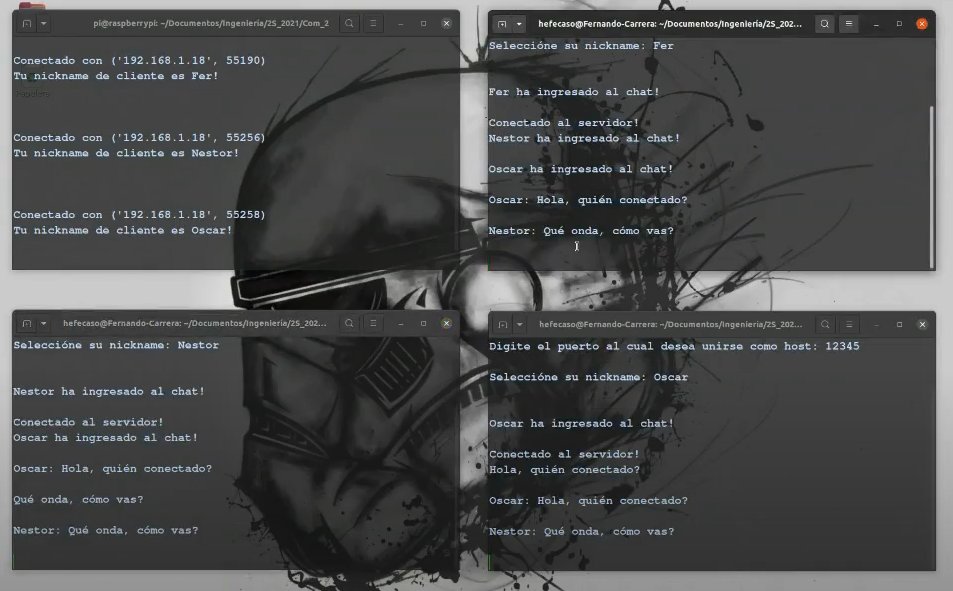 pi@raspberrypi: ~/Documentos/Ingenieria/2S_2021/Com_2
Conectado con ('192.168.1.18', 55190)
Tu nickname de cliente es Fer!
Conectado con ('192.168.1.18', 55256)
Tu nickname de cliente es Nestor!
Conectado con ('192.168.1.18', 55258)
Tu nickname de cliente es Oscar!
hefecaso@Fernando-Carrera: ~/Documentos/Ingenieria/2S_202...
Seleccióne su nickname: Fer
Fer ha ingresado al chat!
Conectado al servidor!
Nestor ha ingresado al chat!
Oscar ha ingresado al chat!
Oscar: Hola, quién conectado?
Nestor: Qué onda, cómo vas?
hefecaso@Fernando-Carrera: ~/Documentos/Ingenieria/2S_202...
Seleccióne su nickname: Nestor
Nestor ha ingresado al chat!
Conectado al servidor!
Oscar ha ingresado al chat!
Oscar: Hola, quién conectado?
Qué onda, cómo vas?
Nestor: Qué onda, cómo vas?
hefecaso@Fernando-Carrera: ~/Documentos/Ingenieria/2S_202...
Digite el puerto al cual desea unirse como host: 12345
Seleccióne su nickname: Oscar
Oscar ha ingresado al chat!
Conectado al servidor!
Hola, quién conectado?
Oscar: Hola, quién conectado?
Nestor: Qué onda, cómo vas?